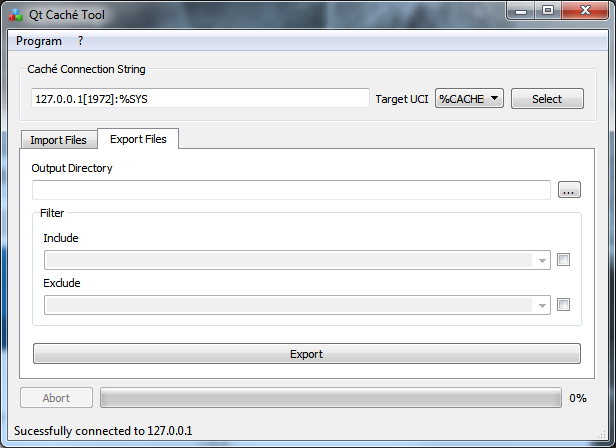 Qt Caché Tool
Program ?
Caché Connection String
127.0.0.1[1972]:%SYS Target UCI %CACHE Select
Import Files Export Files
Output Directory
...
Filter
Include
Exclude
Export
Abort 0%
Sucessfully connected to 127.0.0.1